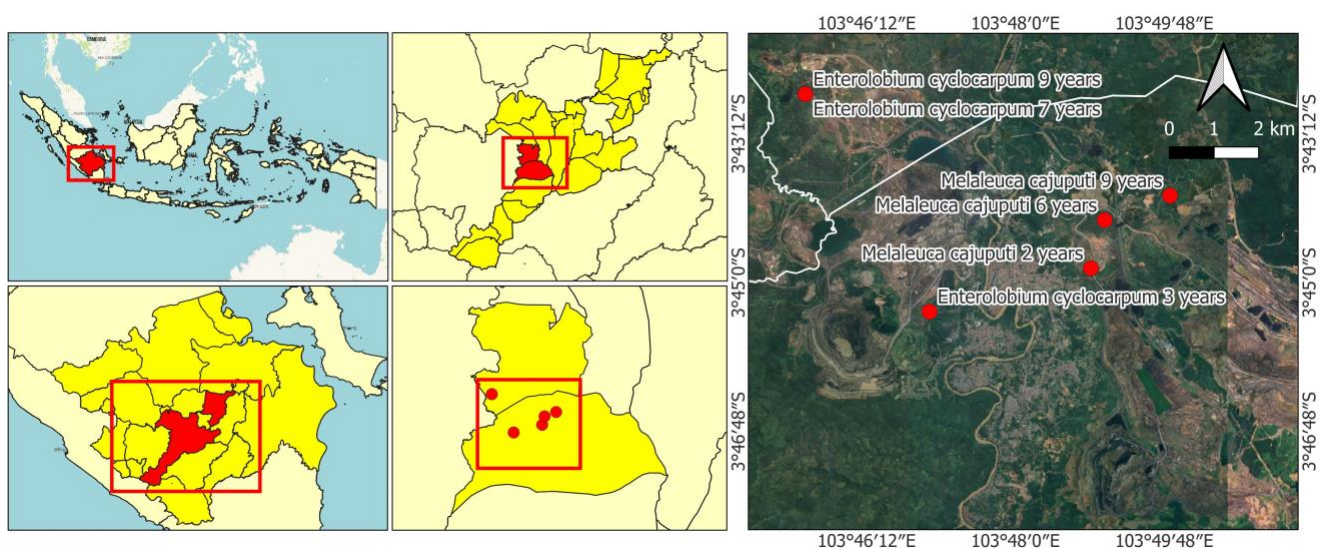 103°46′12″E 103°48′0″E 103°49′48″E
CAMBODIA
Enterolobium cyclocarpum 9 years
Enterolobium cyclocarpum 7 years
0 1 2 km
Melaleuca cajuputi 9 years
Melaleuca cajuputi 6 years
Melaleuca cajuputi 2 years
Enterolobium cyclocarpum 3 years
3°43′12″S
3°45′0″S
3°46′48″S
3°43′12″S
3°45′0″S
3°46′48″S
103°46′12″E 103°48′0″E 103°49′48″E